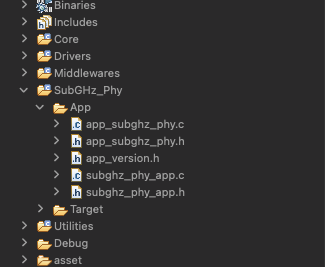 Binaries
Includes
Core
Drivers
Middlewares
SubGHz_Phy
App
app_subghz_phy.c
app_subghz_phy.h
app_version.h
subghz_phy_app.c
subghz_phy_app.h
Target
Utilities
Debug
asset